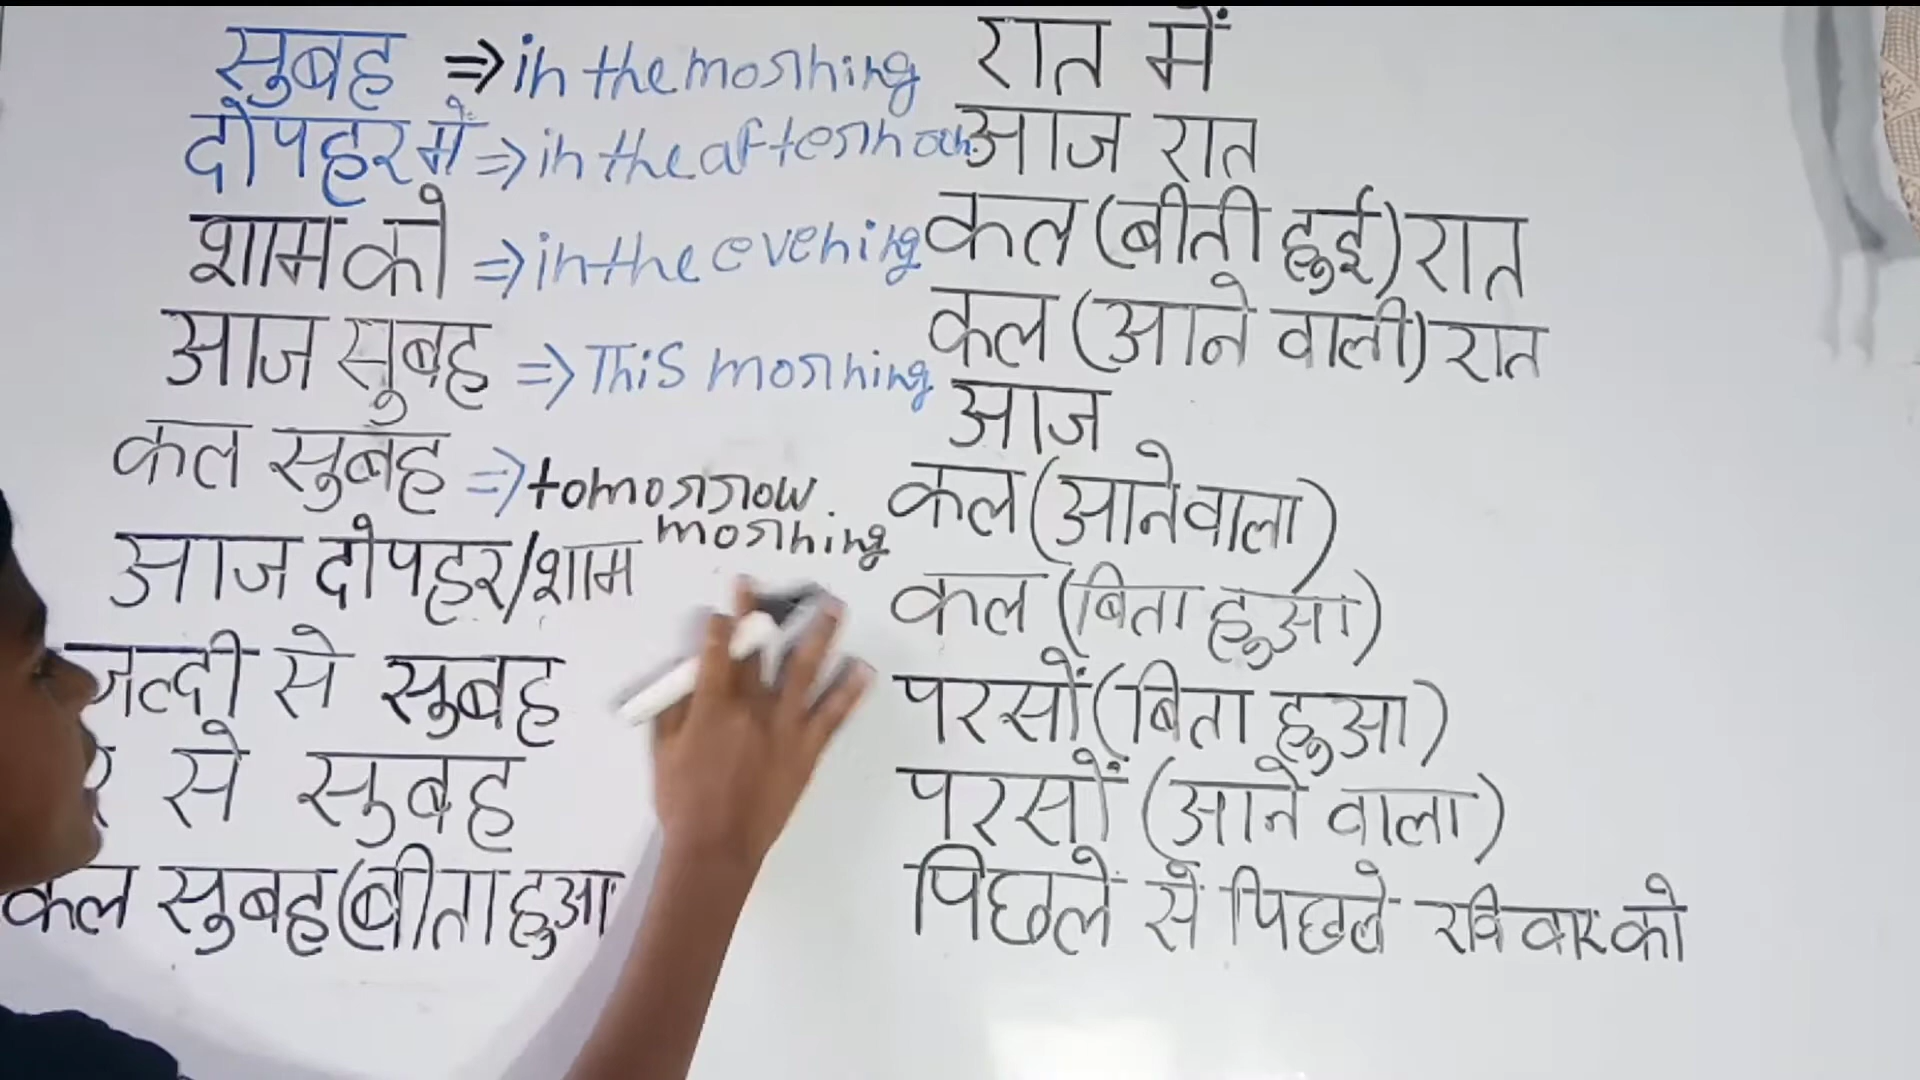 सुबह ⇒ in the morning
दोपहर में ⇒ in the afternoon.
शाम को ⇒ in the evening
आज सुबह ⇒ This morning
कल सुबह ⇒ tomorrow
morning
आज दोपहर/शाम
जल्दी से सुबह
से सुबह
कल सुबह(बीता हुआ
रात में
आज रात
कल (बीती हुई) रात
कल (आने वाली) रात
आज
कल (आनेवाला)
कल (बिता हुआ)
परसों (बिता हुआ)
परसों (आने वाला)
पिछले से पिछले रविवार को